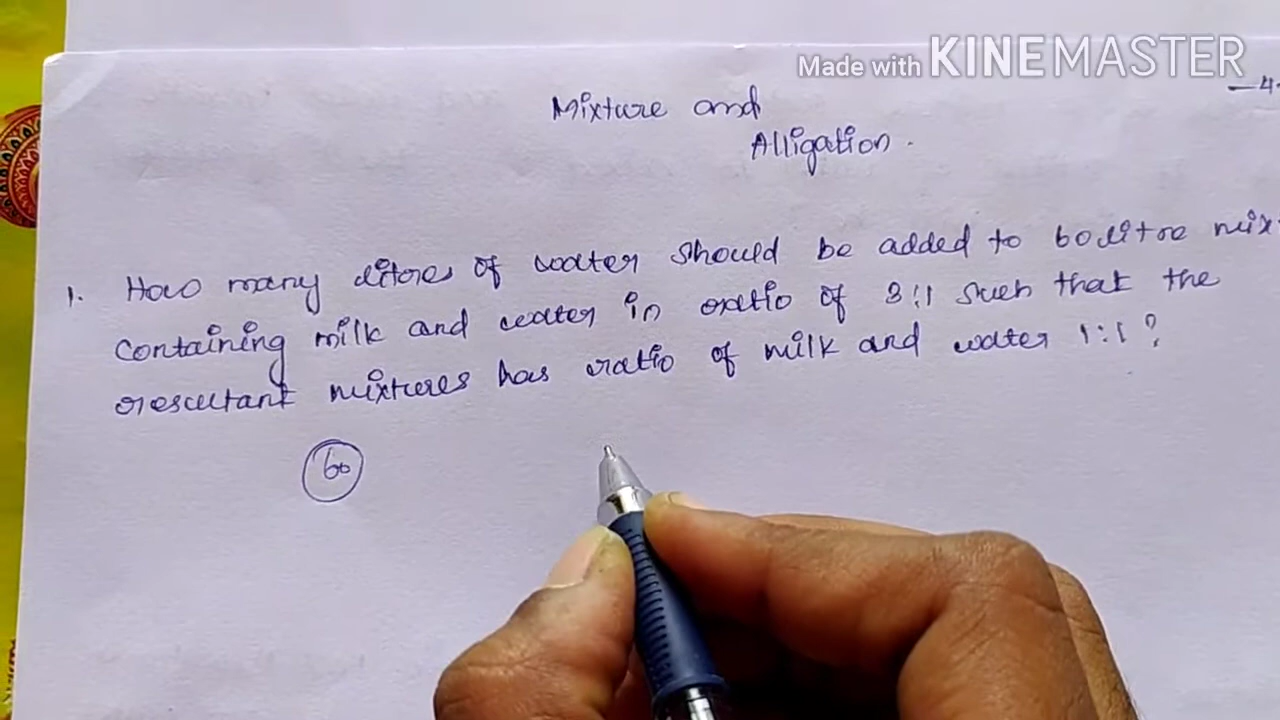 Made with KINEMASTER
-4-
Mixture and
Alligation.
1. How many litres of water should be added to 60 litre mix
containing milk and water in ratio of 3:1 such that the
resultant mixtures has ratio of milk and water 1:1?
60